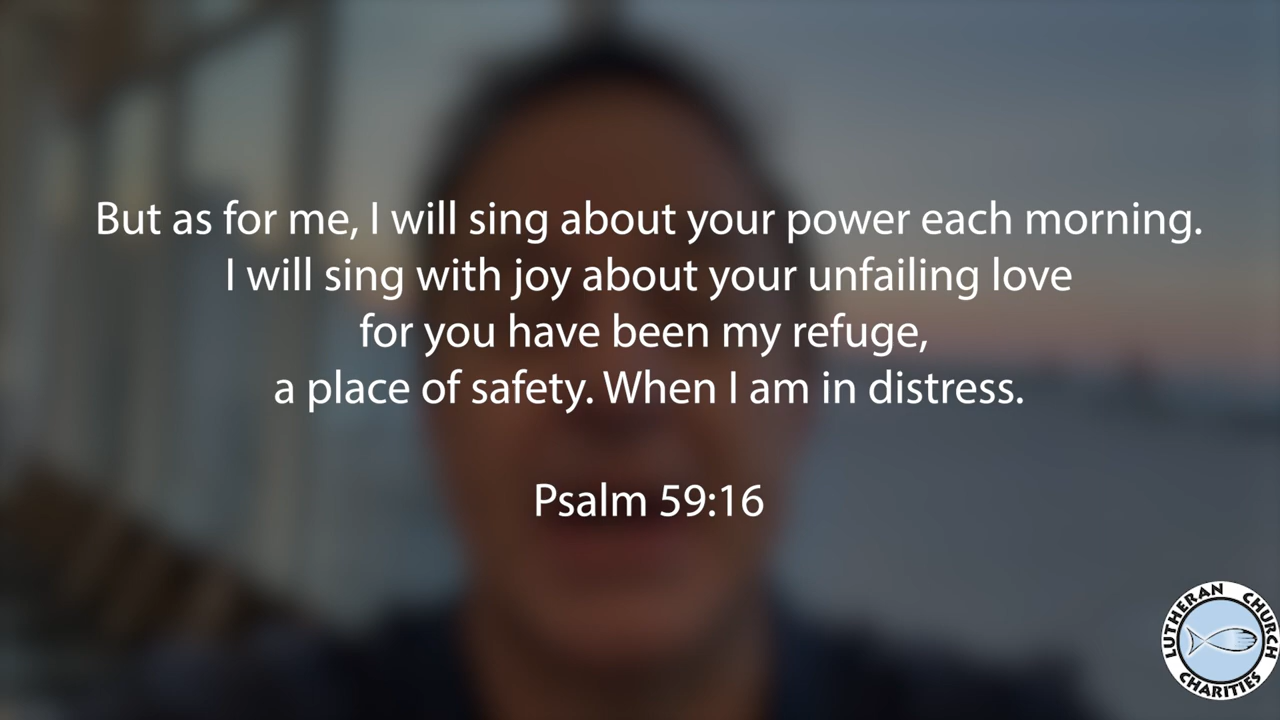 But as for me, I will sing about your power each morning.
I will sing with joy about your unfailing love
for you have been my refuge,
a place of safety. When I am in distress.
Psalm 59:16
LUTHERAN CHURCH
CHARITIES